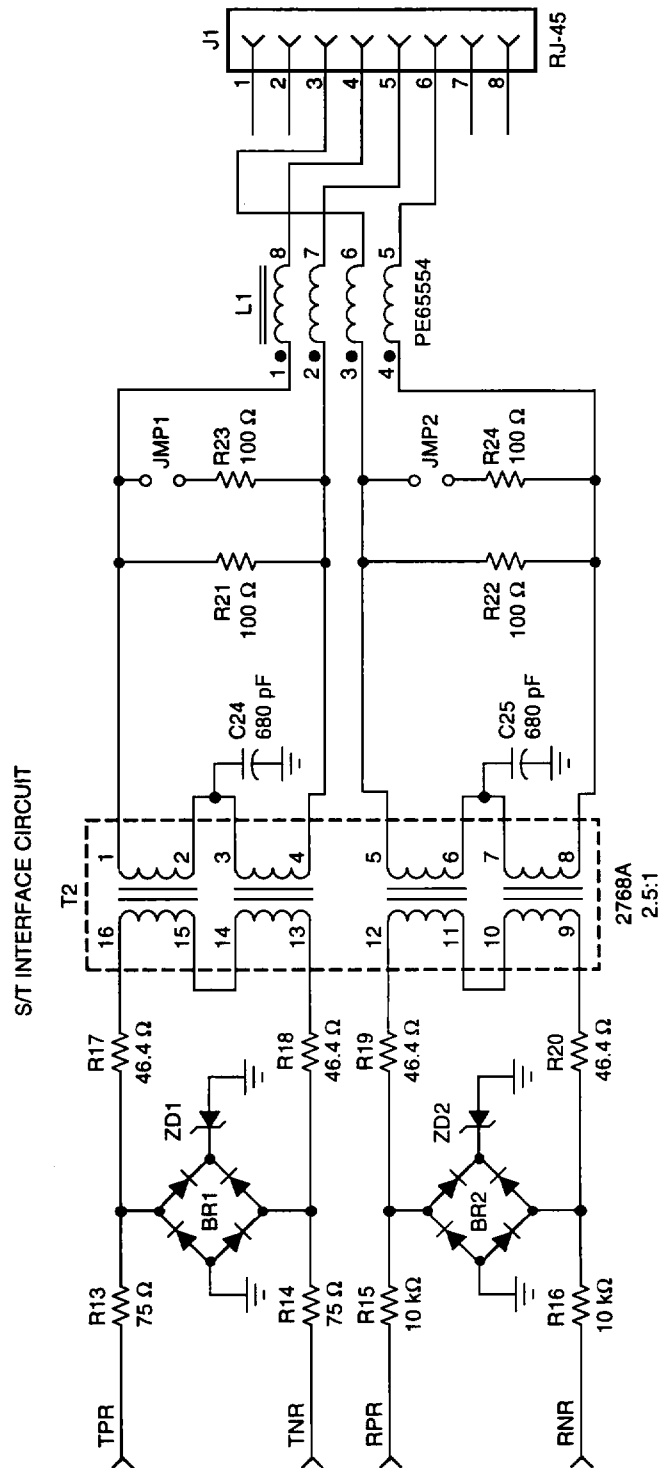 S/T INTERFACE CIRCUIT
TPR
R13
75 Ω
BR1
ZD1
R17
46.4 Ω
TNR
R14
75 Ω
R18
46.4 Ω
RPR
R15
10 kΩ
BR2
ZD2
R19
46.4 Ω
RNR
R16
10 kΩ
R20
46.4 Ω
T2
16
1
15
2
14
3
13
4
12
5
11
6
10
7
9
8
2768A
2.5:1
C24
680 pF
C25
680 pF
R21
100 Ω
R22
100 Ω
JMP1
R23
100 Ω
JMP2
R24
100 Ω
L1
1
8
2
7
3
6
4
5
PE65554
J1
1
2
3
4
5
6
7
8
RJ-45